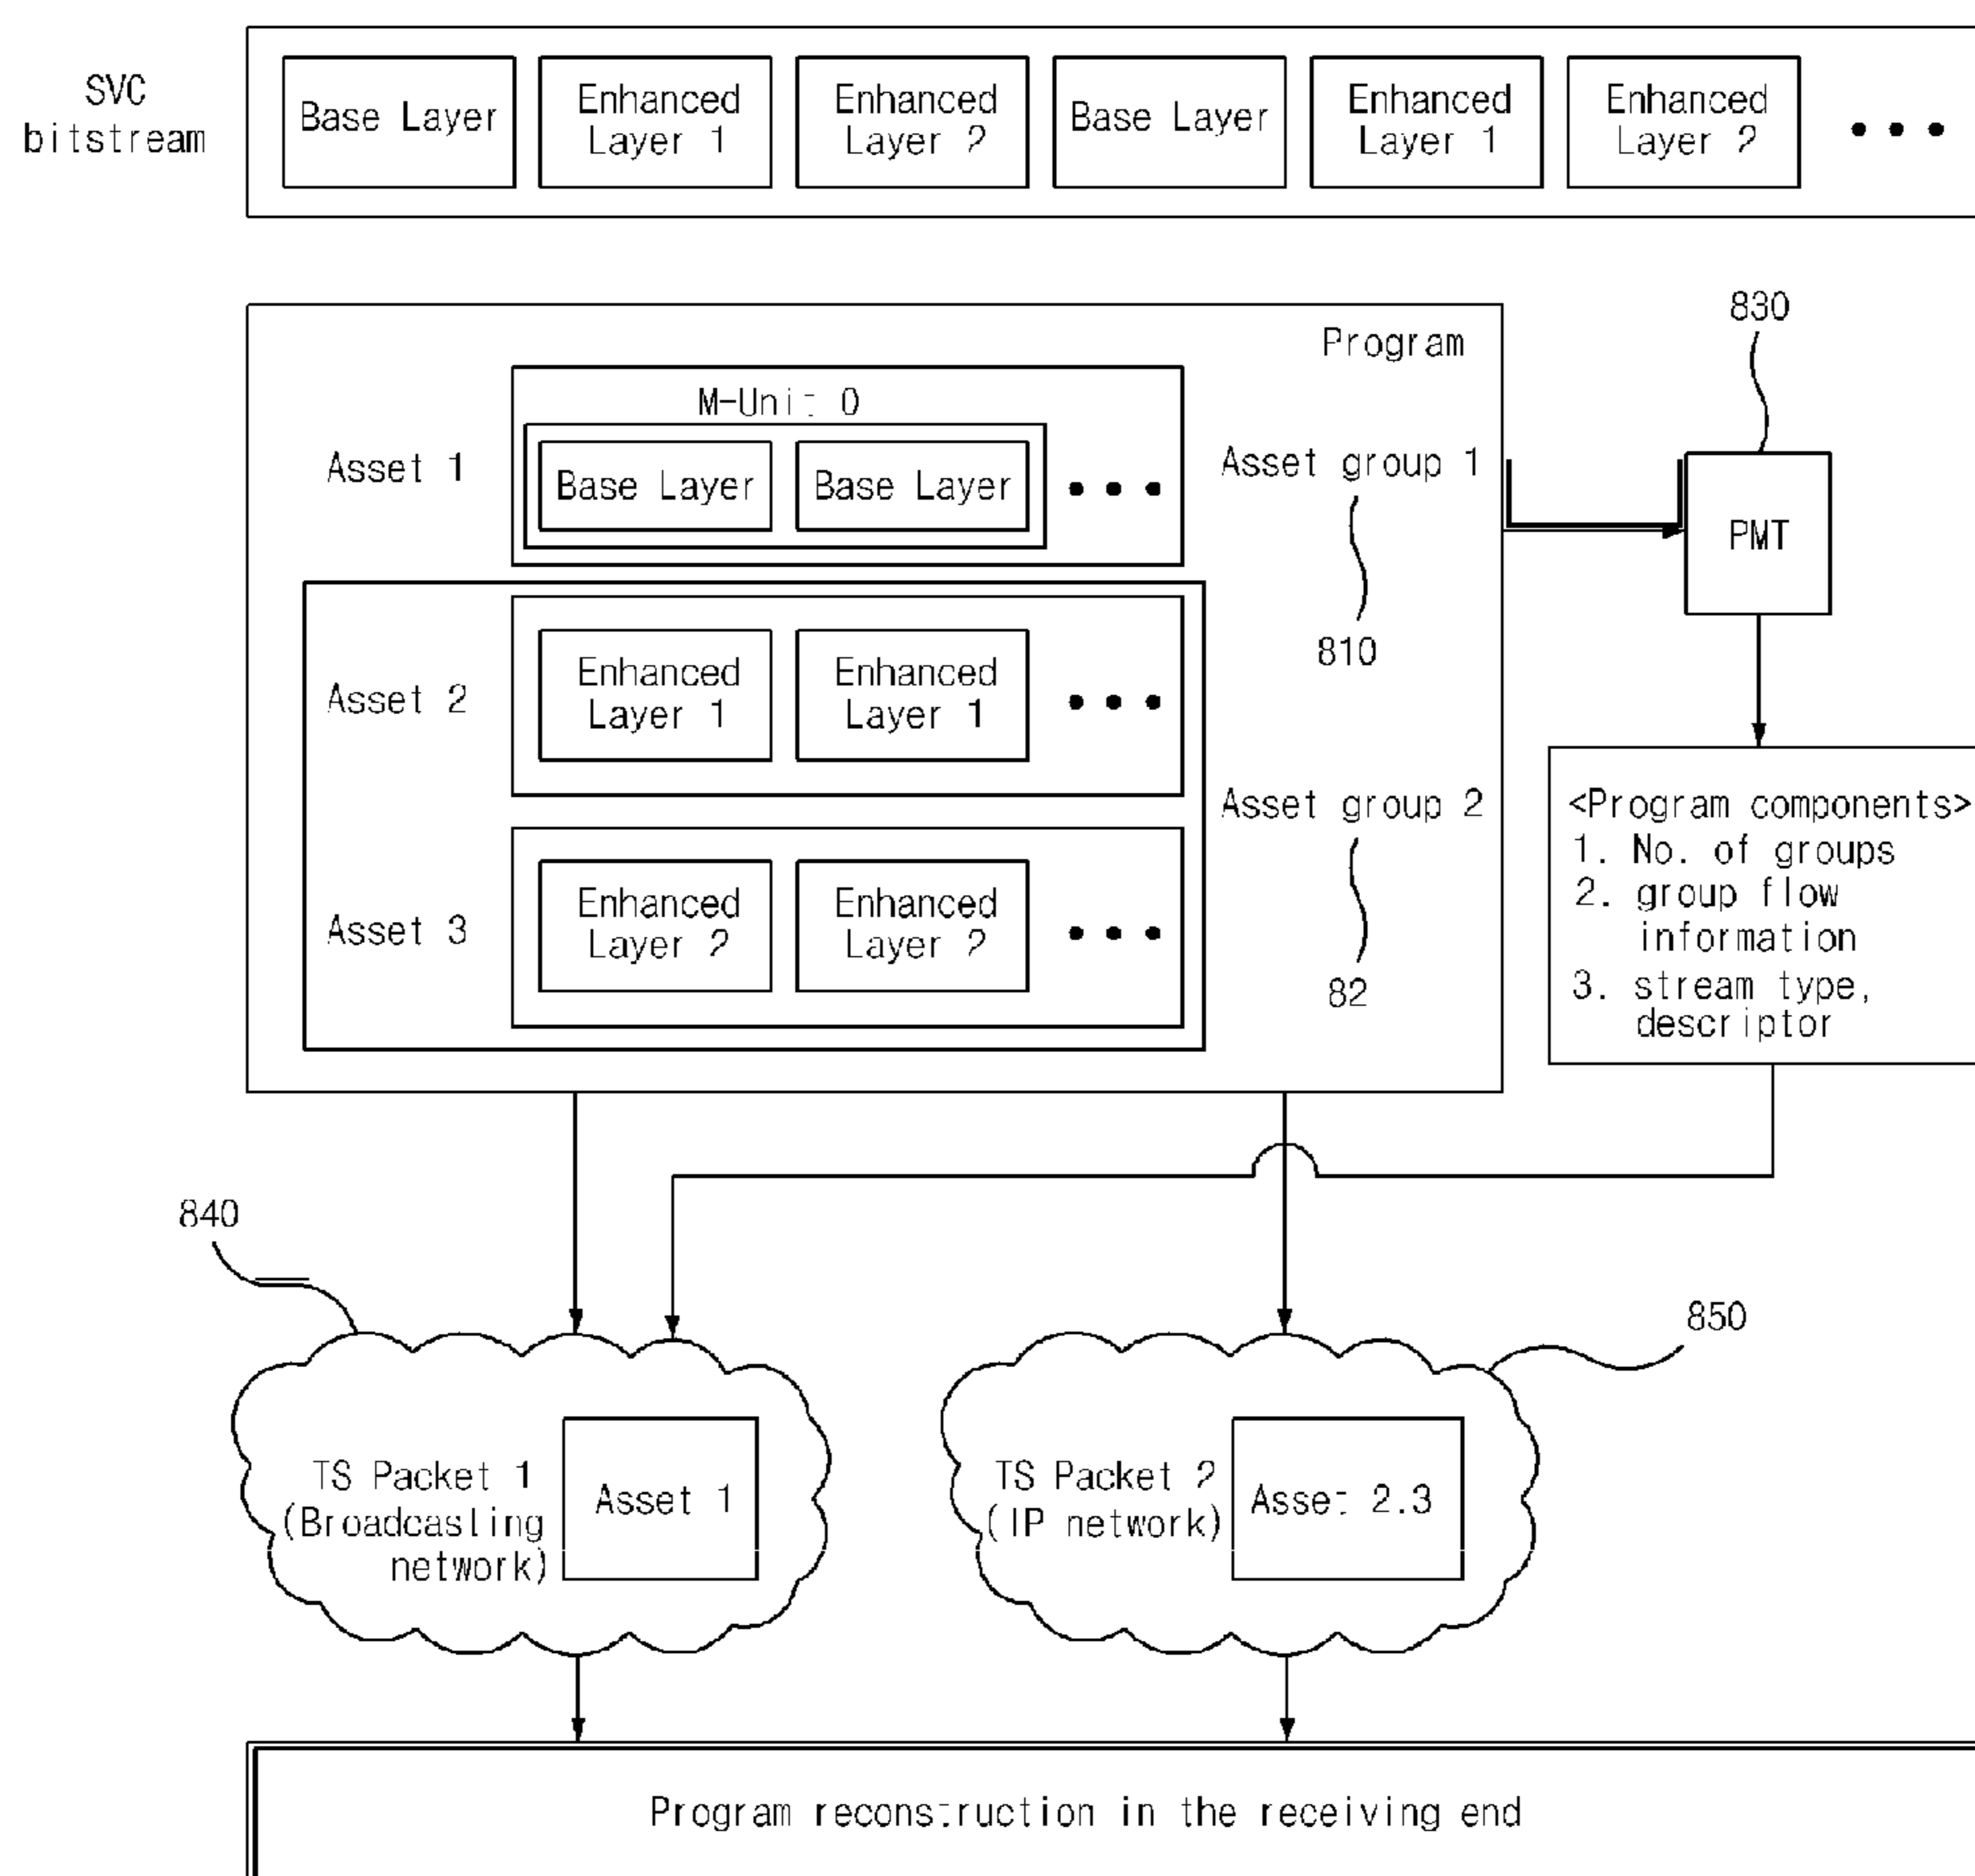 SVC
bitstream
Base Layer
Enhanced
Layer 1
Enhanced
Layer 2
Base Layer
Enhanced
Layer 1
Enhanced
Layer 2
Program
830
M-Unit 0
Asset 1
Base Layer
Base Layer
Asset group 1
PMT
810
Asset 2
Enhanced
Layer 1
Enhanced
Layer 1
Asset group 2
<Program components>
1. No. of groups
2. group flow
information
3. stream type,
descriptor
Asset 3
Enhanced
Layer 2
Enhanced
Layer 2
82
840
850
TS Packet 1
(Broadcasting
network)
Asset 1
TS Packet 2
(IP network)
Asset 2.3
Program reconstruction in the receiving end